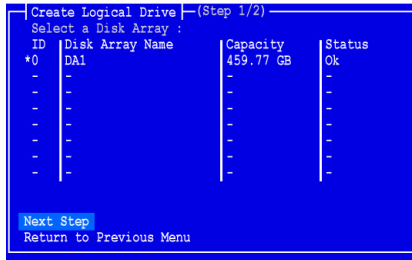 Create Logical Drive (Step 1/2)
Select a Disk Array :
ID Disk Array Name Capacity Status
*0 DA1 459.77 GB Ok
- - - -
- - - -
- - - -
- - - -
- - - -
- - - -
- - - -
Next Step
Return to Previous Menu